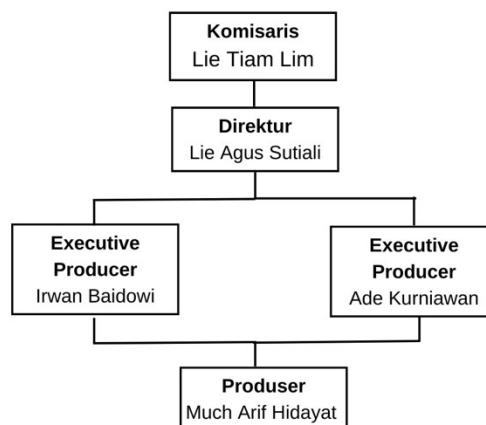 Komisaris
Lie Tiam Lim
Direktur
Lie Agus Sutiali
Executive
Producer
Irwan Baidowi
Executive
Producer
Ade Kurniawan
Produser
Much Arif Hidayat